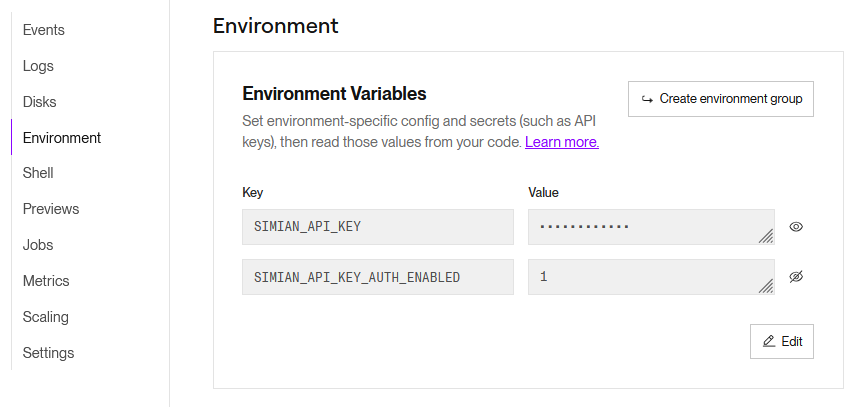 Events
Logs
Disks
Environment
Shell
Previews
Jobs
Metrics
Scaling
Settings
Environment
Environment Variables
Create environment group
Set environment-specific config and secrets (such as API
keys), then read those values from your code. Learn more.
Key Value
SIMIAN_API_KEY ············
SIMIAN_API_KEY_AUTH_ENABLED 1
Edit